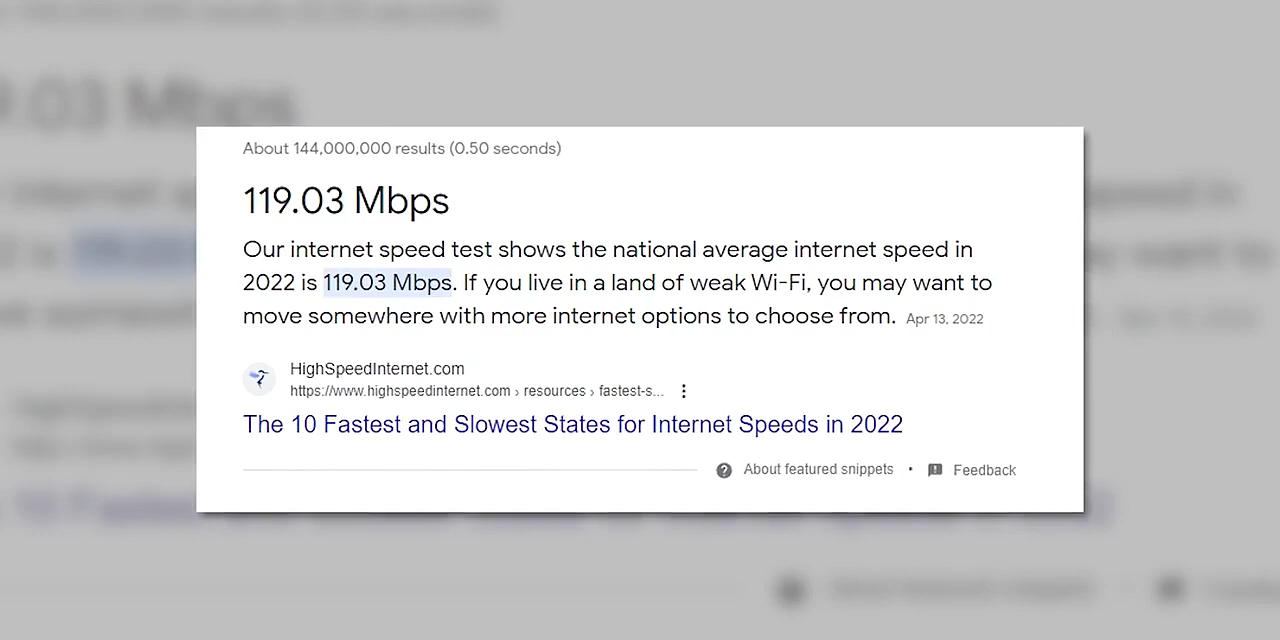 About 144,000,000 results (0.50 seconds)
119.03 Mbps
Our internet speed test shows the national average internet speed in
2022 is 119.03 Mbps. If you live in a land of weak Wi-Fi, you may want to
move somewhere with more internet options to choose from. Apr 13, 2022
HighSpeedInternet.com
https://www.highspeedinternet.com › resources › fastest-s...
The 10 Fastest and Slowest States for Internet Speeds in 2022
About featured snippets • Feedback